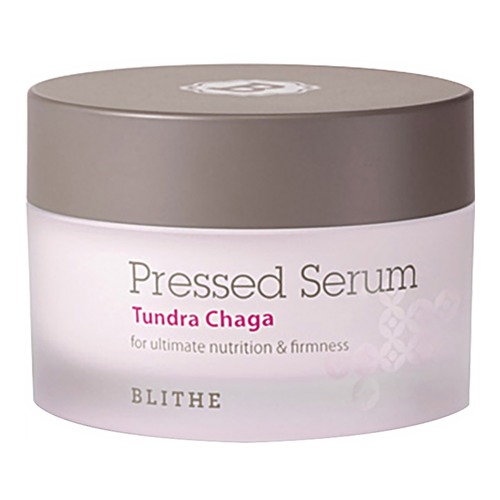 Pressed Serum
Tundra Chaga
for ultimate nutrition & firmness
BLITHE